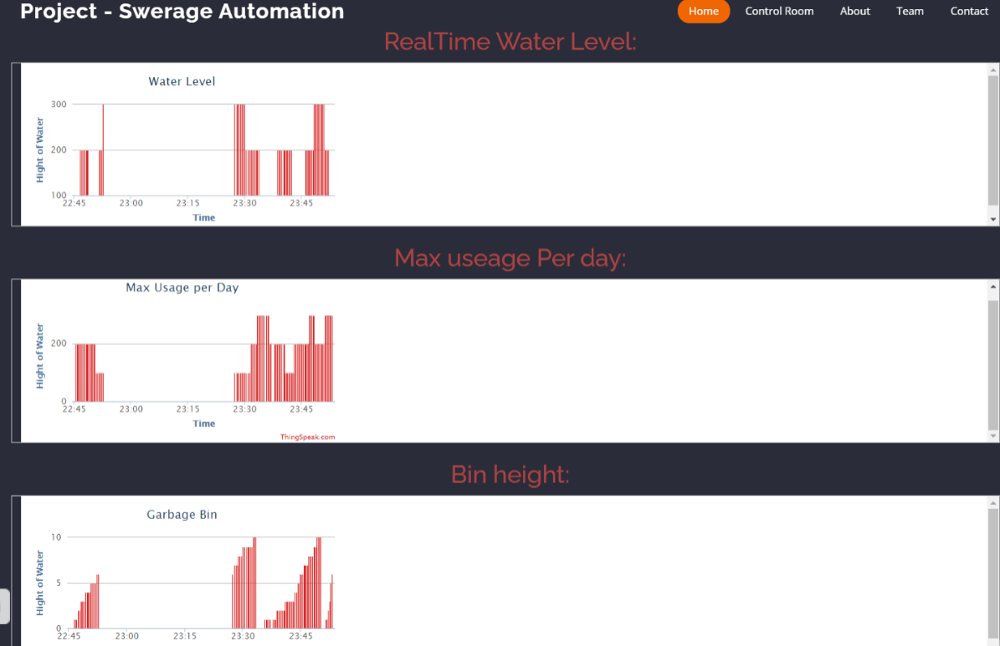 Project - Swerage Automation
Home Control Room About Team Contact
RealTime Water Level:
Water Level
Hight of Water
300
200
100
22:45 23:00 23:15 23:30 23:45
Time
Max useage Per day:
Max Usage per Day
Hight of Water
200
0
22:45 23:00 23:15 23:30 23:45
Time
ThingSpeak.com
Bin height:
Garbage Bin
Hight of Water
10
5
0
22:45 23:00 23:15 23:30 23:45